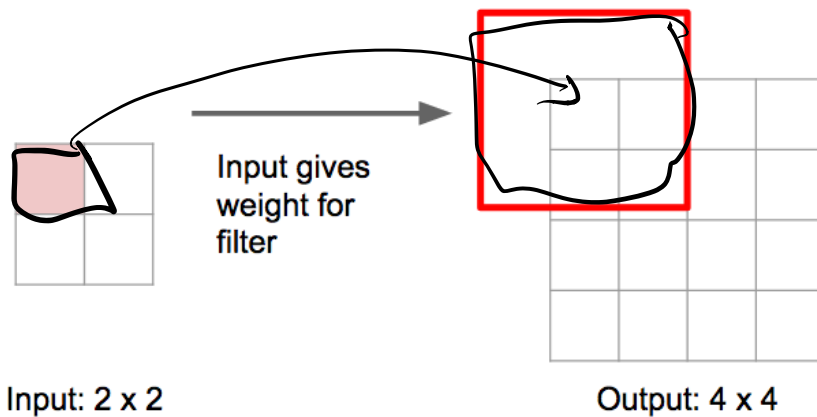 Input gives
weight for
filter
Input: 2 x 2
Output: 4 x 4